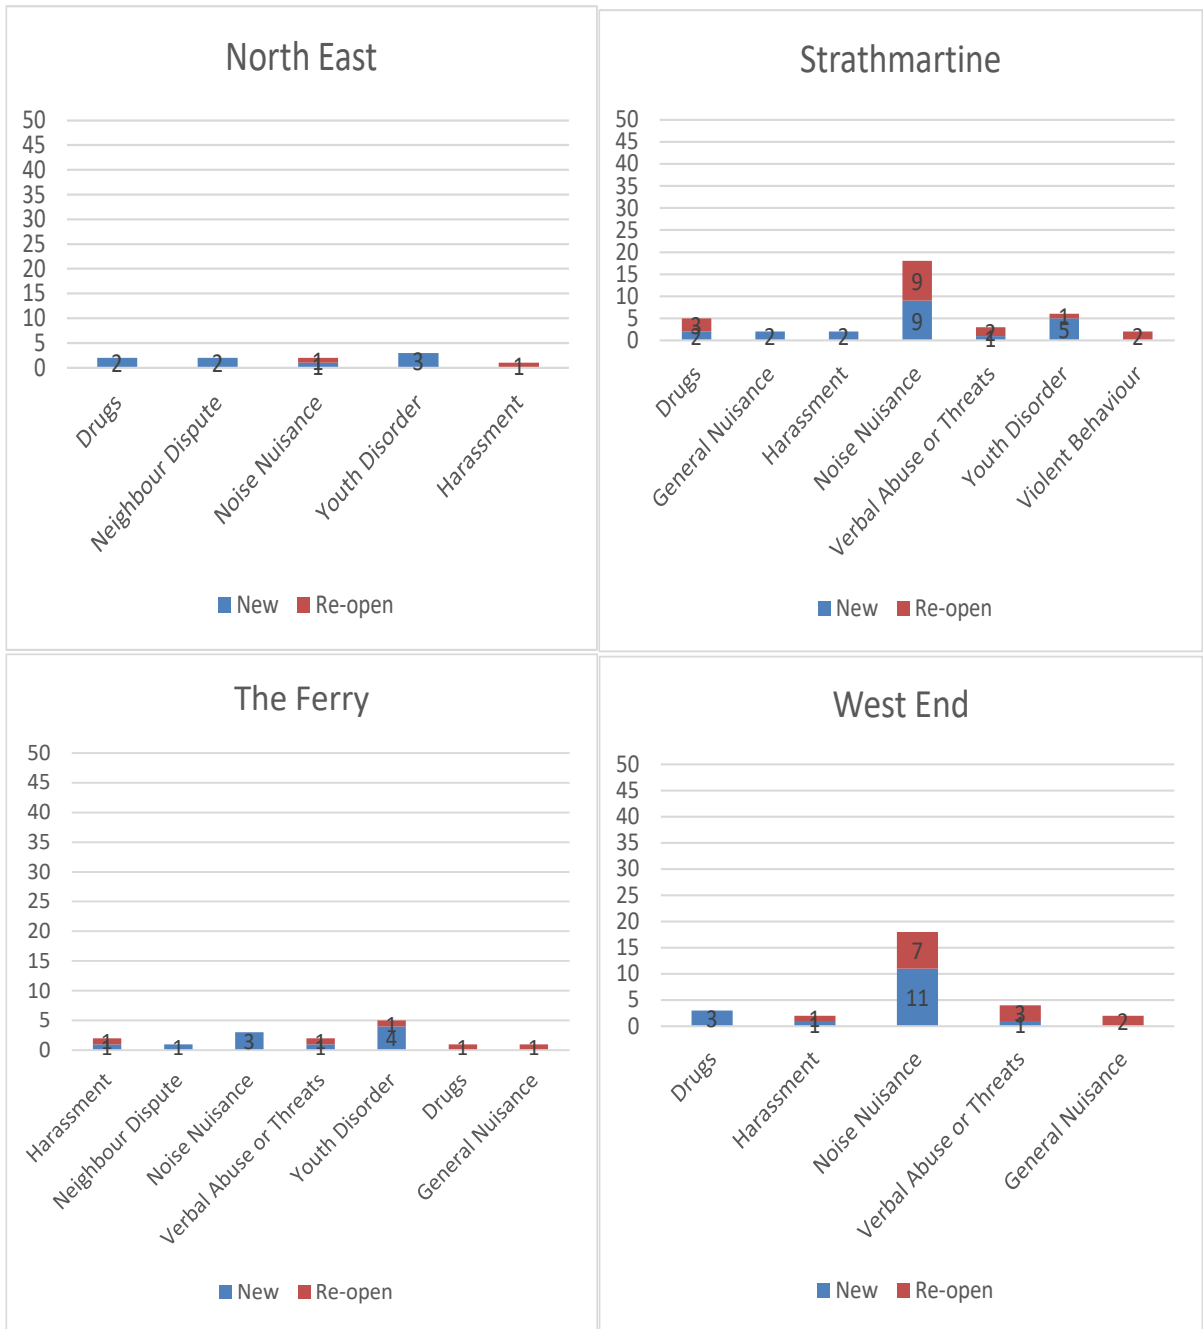 North East
50
45
40
35
30
25
20
15
10
5
0
2
2
1
1
3
1
Drugs
Neighbour Dispute
Noise Nuisance
Youth Disorder
Harassment
New Re-open
Strathmartine
50
45
40
35
30
25
20
15
10
5
0
3
2
2
2
9
9
2
1
1
5
2
Drugs
General Nuisance
Harassment
Noise Nuisance
Verbal Abuse or Threats
Youth Disorder
Violent Behaviour
New Re-open
The Ferry
50
45
40
35
30
25
20
15
10
5
0
1
1
1
3
1
1
1
4
1
1
Harassment
Neighbour Dispute
Noise Nuisance
Verbal Abuse or Threats
Youth Disorder
Drugs
General Nuisance
New Re-open
West End
50
45
40
35
30
25
20
15
10
5
0
3
1
1
7
11
3
1
2
Drugs
Harassment
Noise Nuisance
Verbal Abuse or Threats
General Nuisance
New Re-open